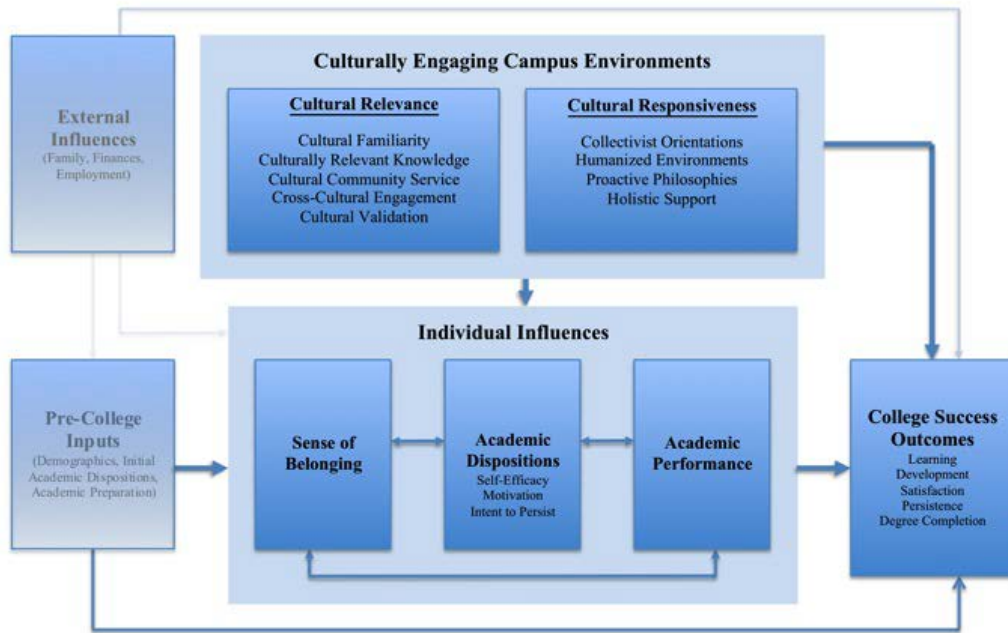 Culturally Engaging Campus Environments
External
Influences
(Family, Finances,
Employment)
Cultural Relevance
Cultural Familiarity
Culturally Relevant Knowledge
Cultural Community Service
Cross-Cultural Engagement
Cultural Validation
Cultural Responsiveness
Collectivist Orientations
Humanized Environments
Proactive Philosophies
Holistic Support
Individual Influences
Pre-College
Inputs
(Demographics, Initial
Academic Dispositions,
Academic Preparation)
Sense of
Belonging
Academic
Dispositions
Self-Efficacy
Motivation
Intent to Persist
Academic
Performance
College Success
Outcomes
Learning
Development
Satisfaction
Persistence
Degree Completion